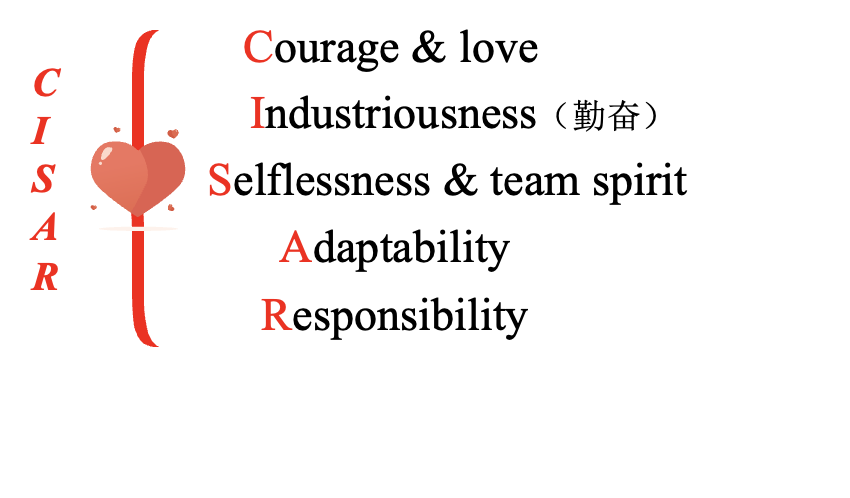 C
I
S
A
R
Courage & love
Industriousness（勤奋）
Selflessness & team spirit
Adaptability
Responsibility